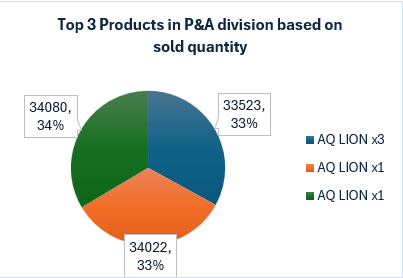 Top 3 Products in P&A division based on
sold quantity
34080,
34%
33523,
33%
AQ LION x3
AQ LION x1
AQ LION x1
34022,
33%